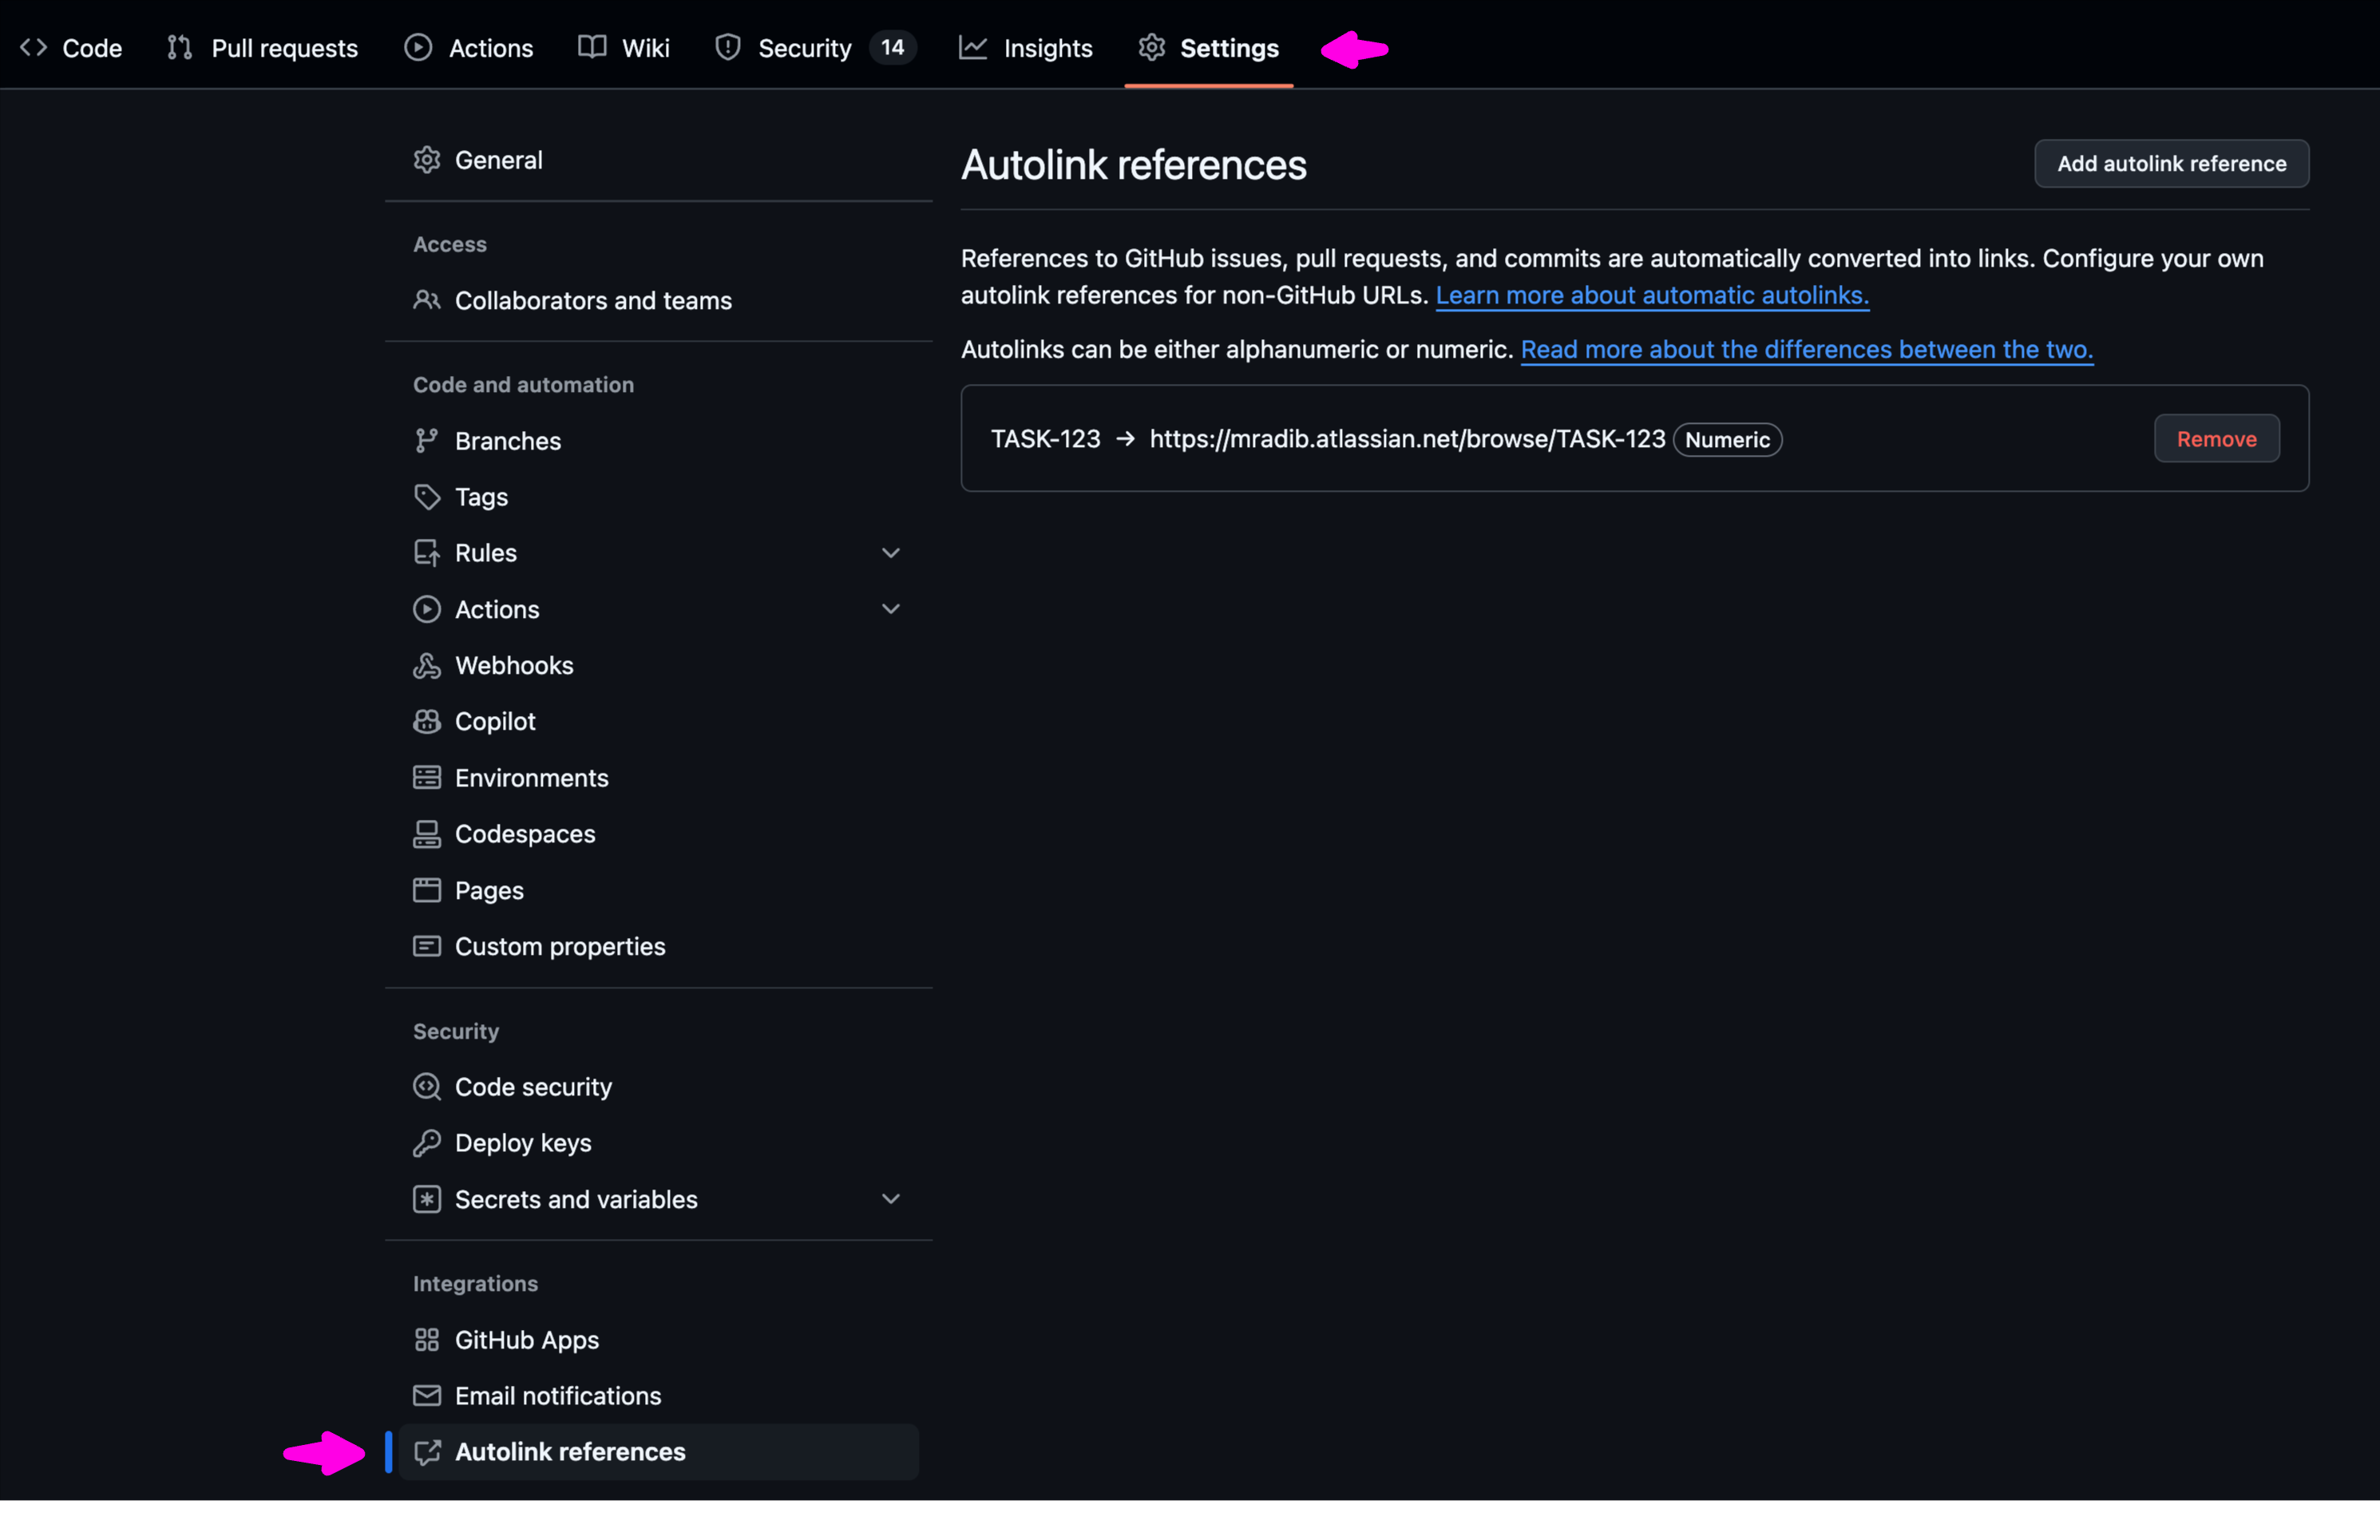 Code
Pull requests
Actions
Wiki
Security 14
Insights
Settings
General
Access
Collaborators and teams
Code and automation
Branches
Tags
Rules
Actions
Webhooks
Copilot
Environments
Codespaces
Pages
Custom properties
Security
Code security
Deploy keys
Secrets and variables
Integrations
GitHub Apps
Email notifications
Autolink references
Autolink references
Add autolink reference
References to GitHub issues, pull requests, and commits are automatically converted into links. Configure your own
autolink references for non-GitHub URLs. Learn more about automatic autolinks.
Autolinks can be either alphanumeric or numeric. Read more about the differences between the two.
TASK-123 → https://mradib.atlassian.net/browse/TASK-123 Numeric
Remove